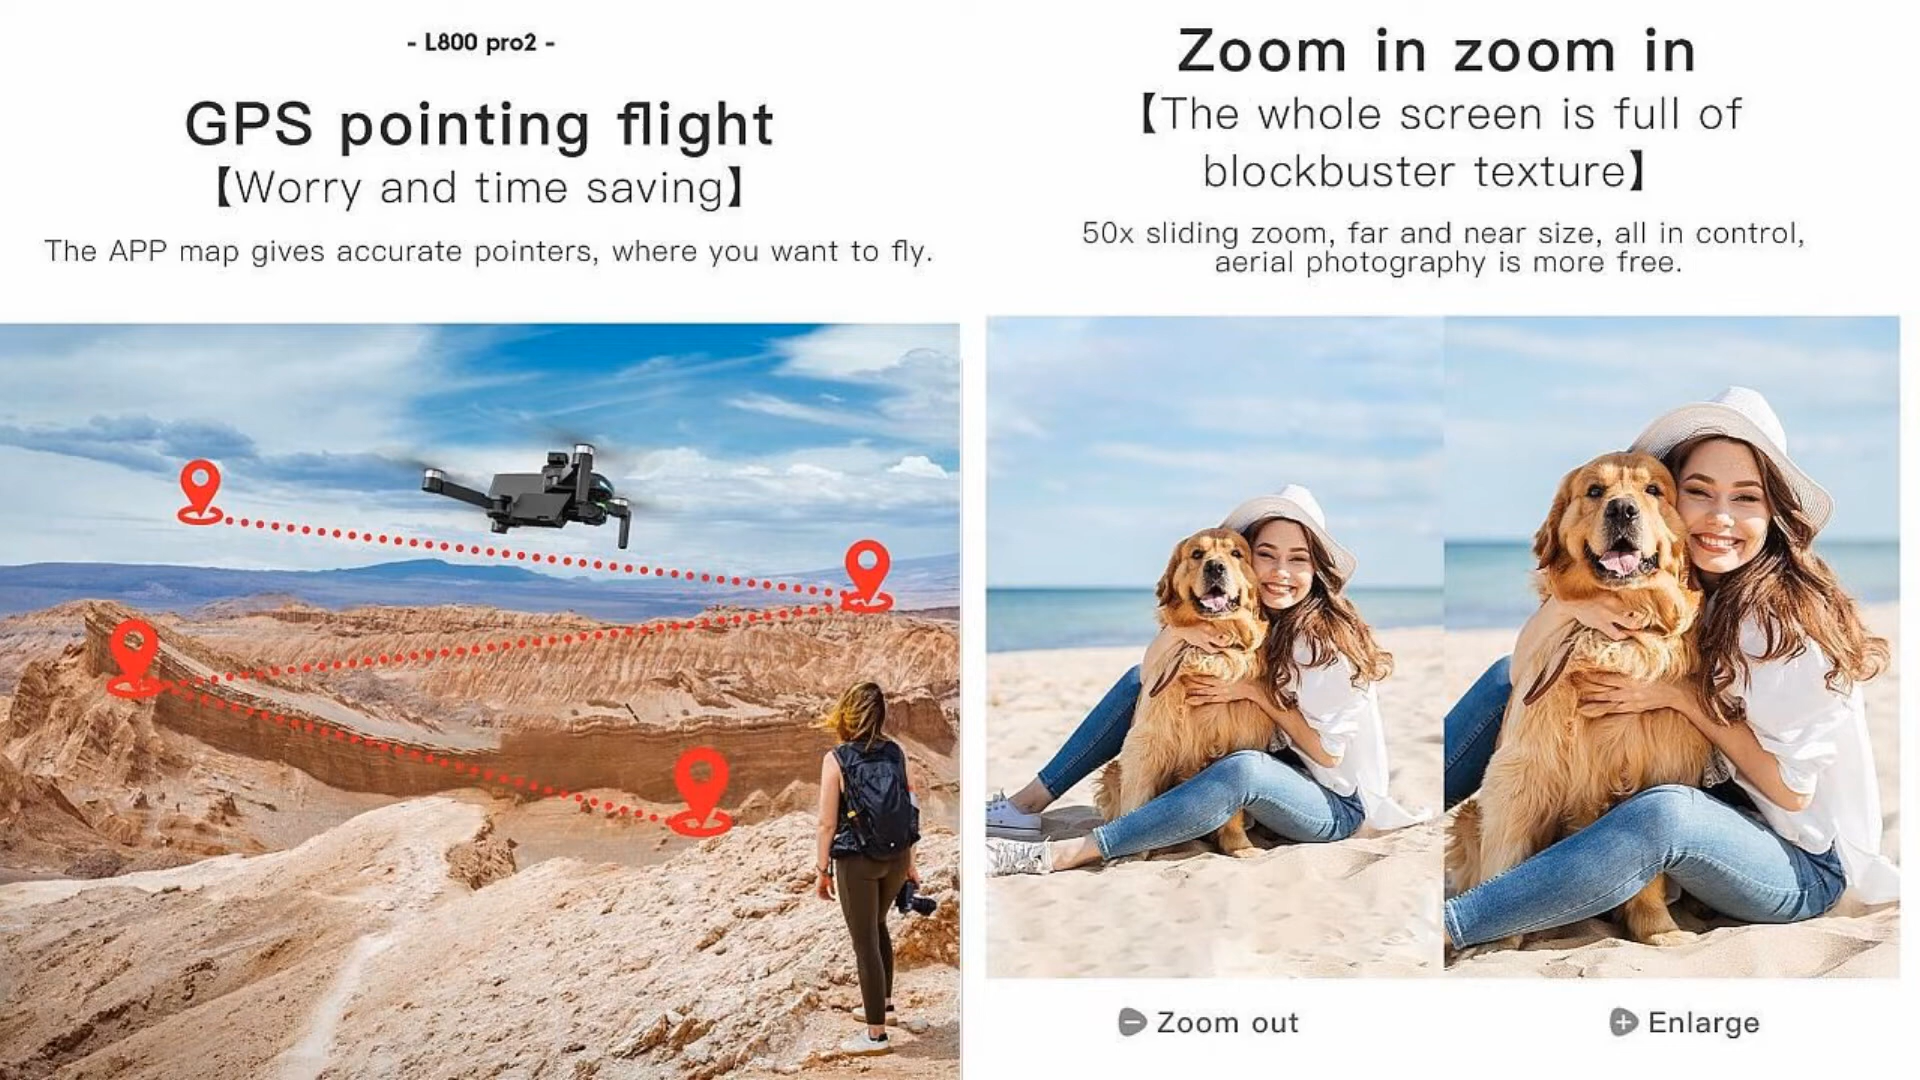 - L800 pro2 -
GPS pointing flight
【Worry and time saving】
The APP map gives accurate pointers, where you want to fly.
Zoom in zoom in
【The whole screen is full of
blockbuster texture】
50x sliding zoom, far and near size, all in control,
aerial photography is more free.
Zoom out
Enlarge